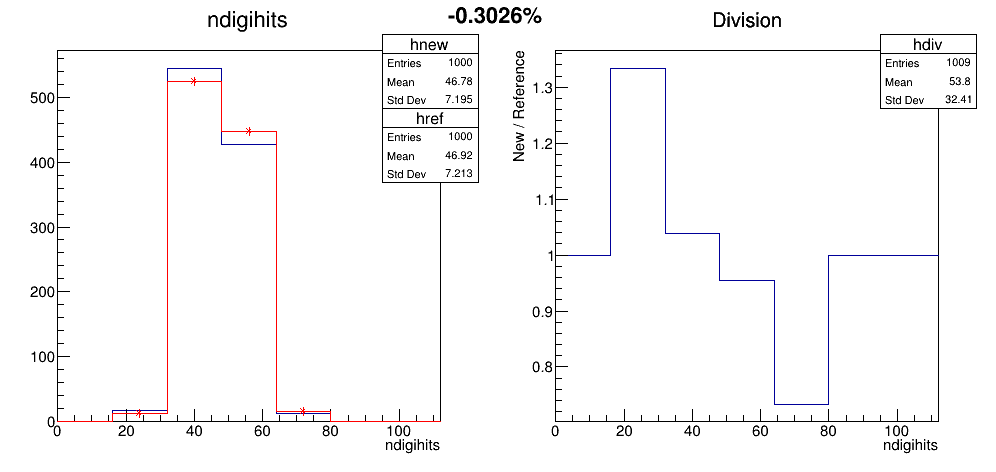 -0.3026%
ndigihits
hnew
Entries 1000
Mean 46.78
Std Dev 7.195
href
Entries 1000
Mean 46.92
Std Dev 7.213
500
400
300
200
100
0
0 20 40 60 80 100
ndigihits
Division
hdiv
Entries 1009
Mean 53.8
Std Dev 32.41
New / Reference
1.3
1.2
1.1
1
0.9
0.8
0 20 40 60 80 100
ndigihits